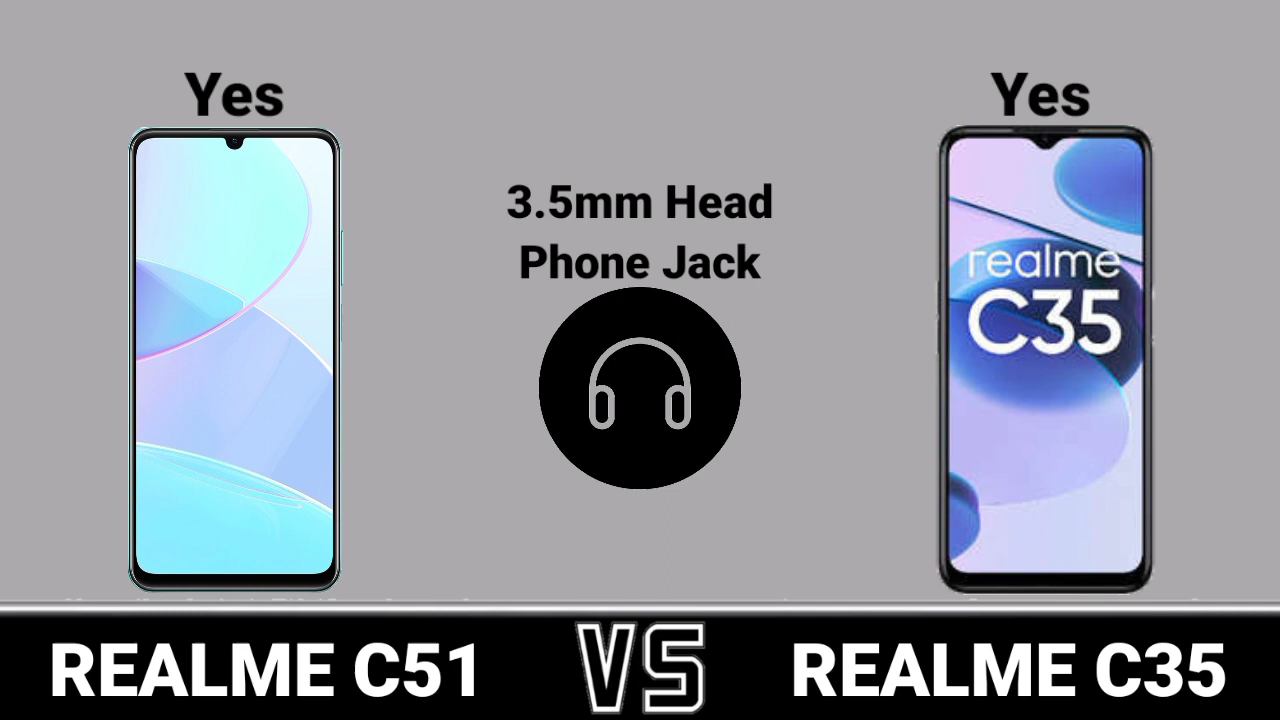 Yes
Yes
3.5mm Head
Phone Jack
realme
C35
REALME C51
VS
REALME C35